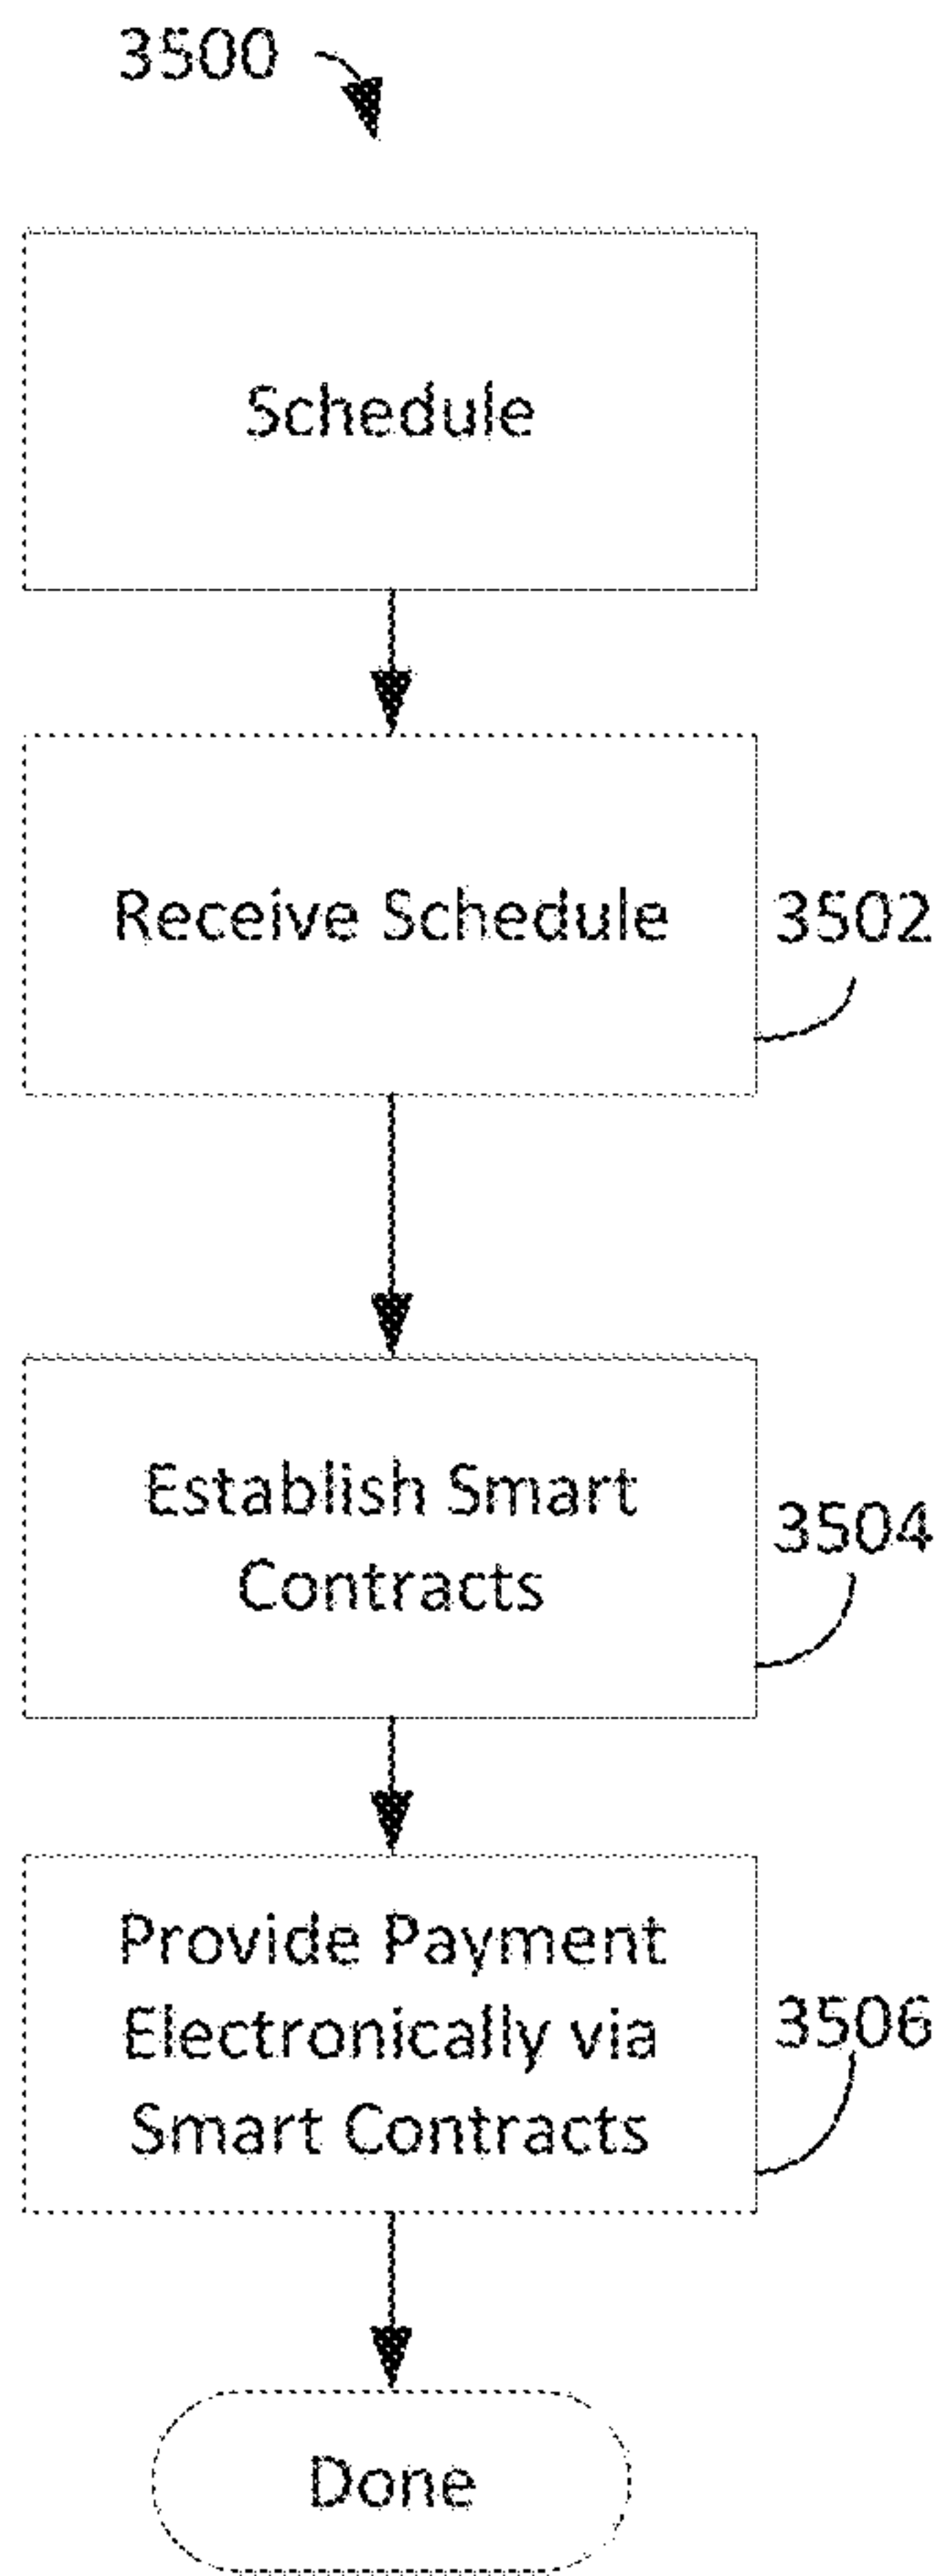 3500
Schedule
Receive Schedule
3502
Establish Smart
Contracts
3504
Provide Payment
Electronically via
Smart Contracts
3506
Done